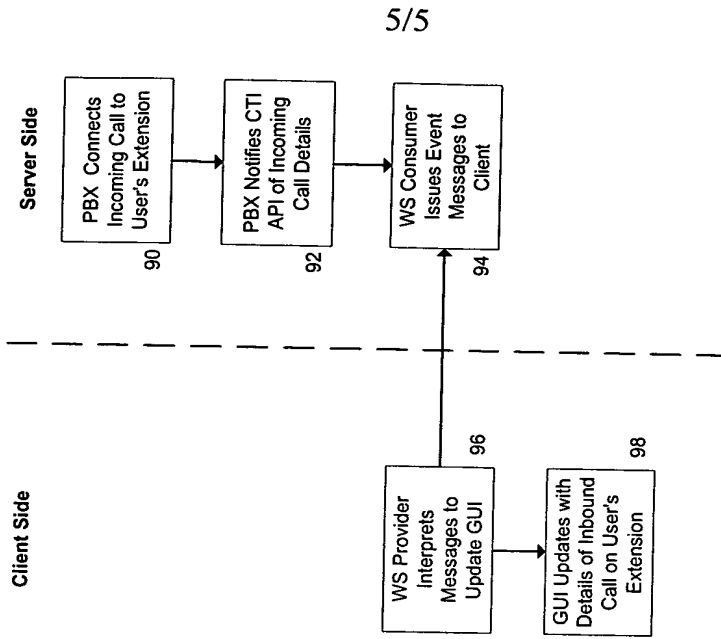 5/5
Client Side
Server Side
PBX Connects
Incoming Call to
User's Extension
90
PBX Notifies CTI
API of Incoming
Call Details
92
WS Consumer
Issues Event
Messages to
Client
94
WS Provider
Interprets
Messages to
Update GUI
96
GUI Updates with
Details of Inbound
Call on User's
Extension
98